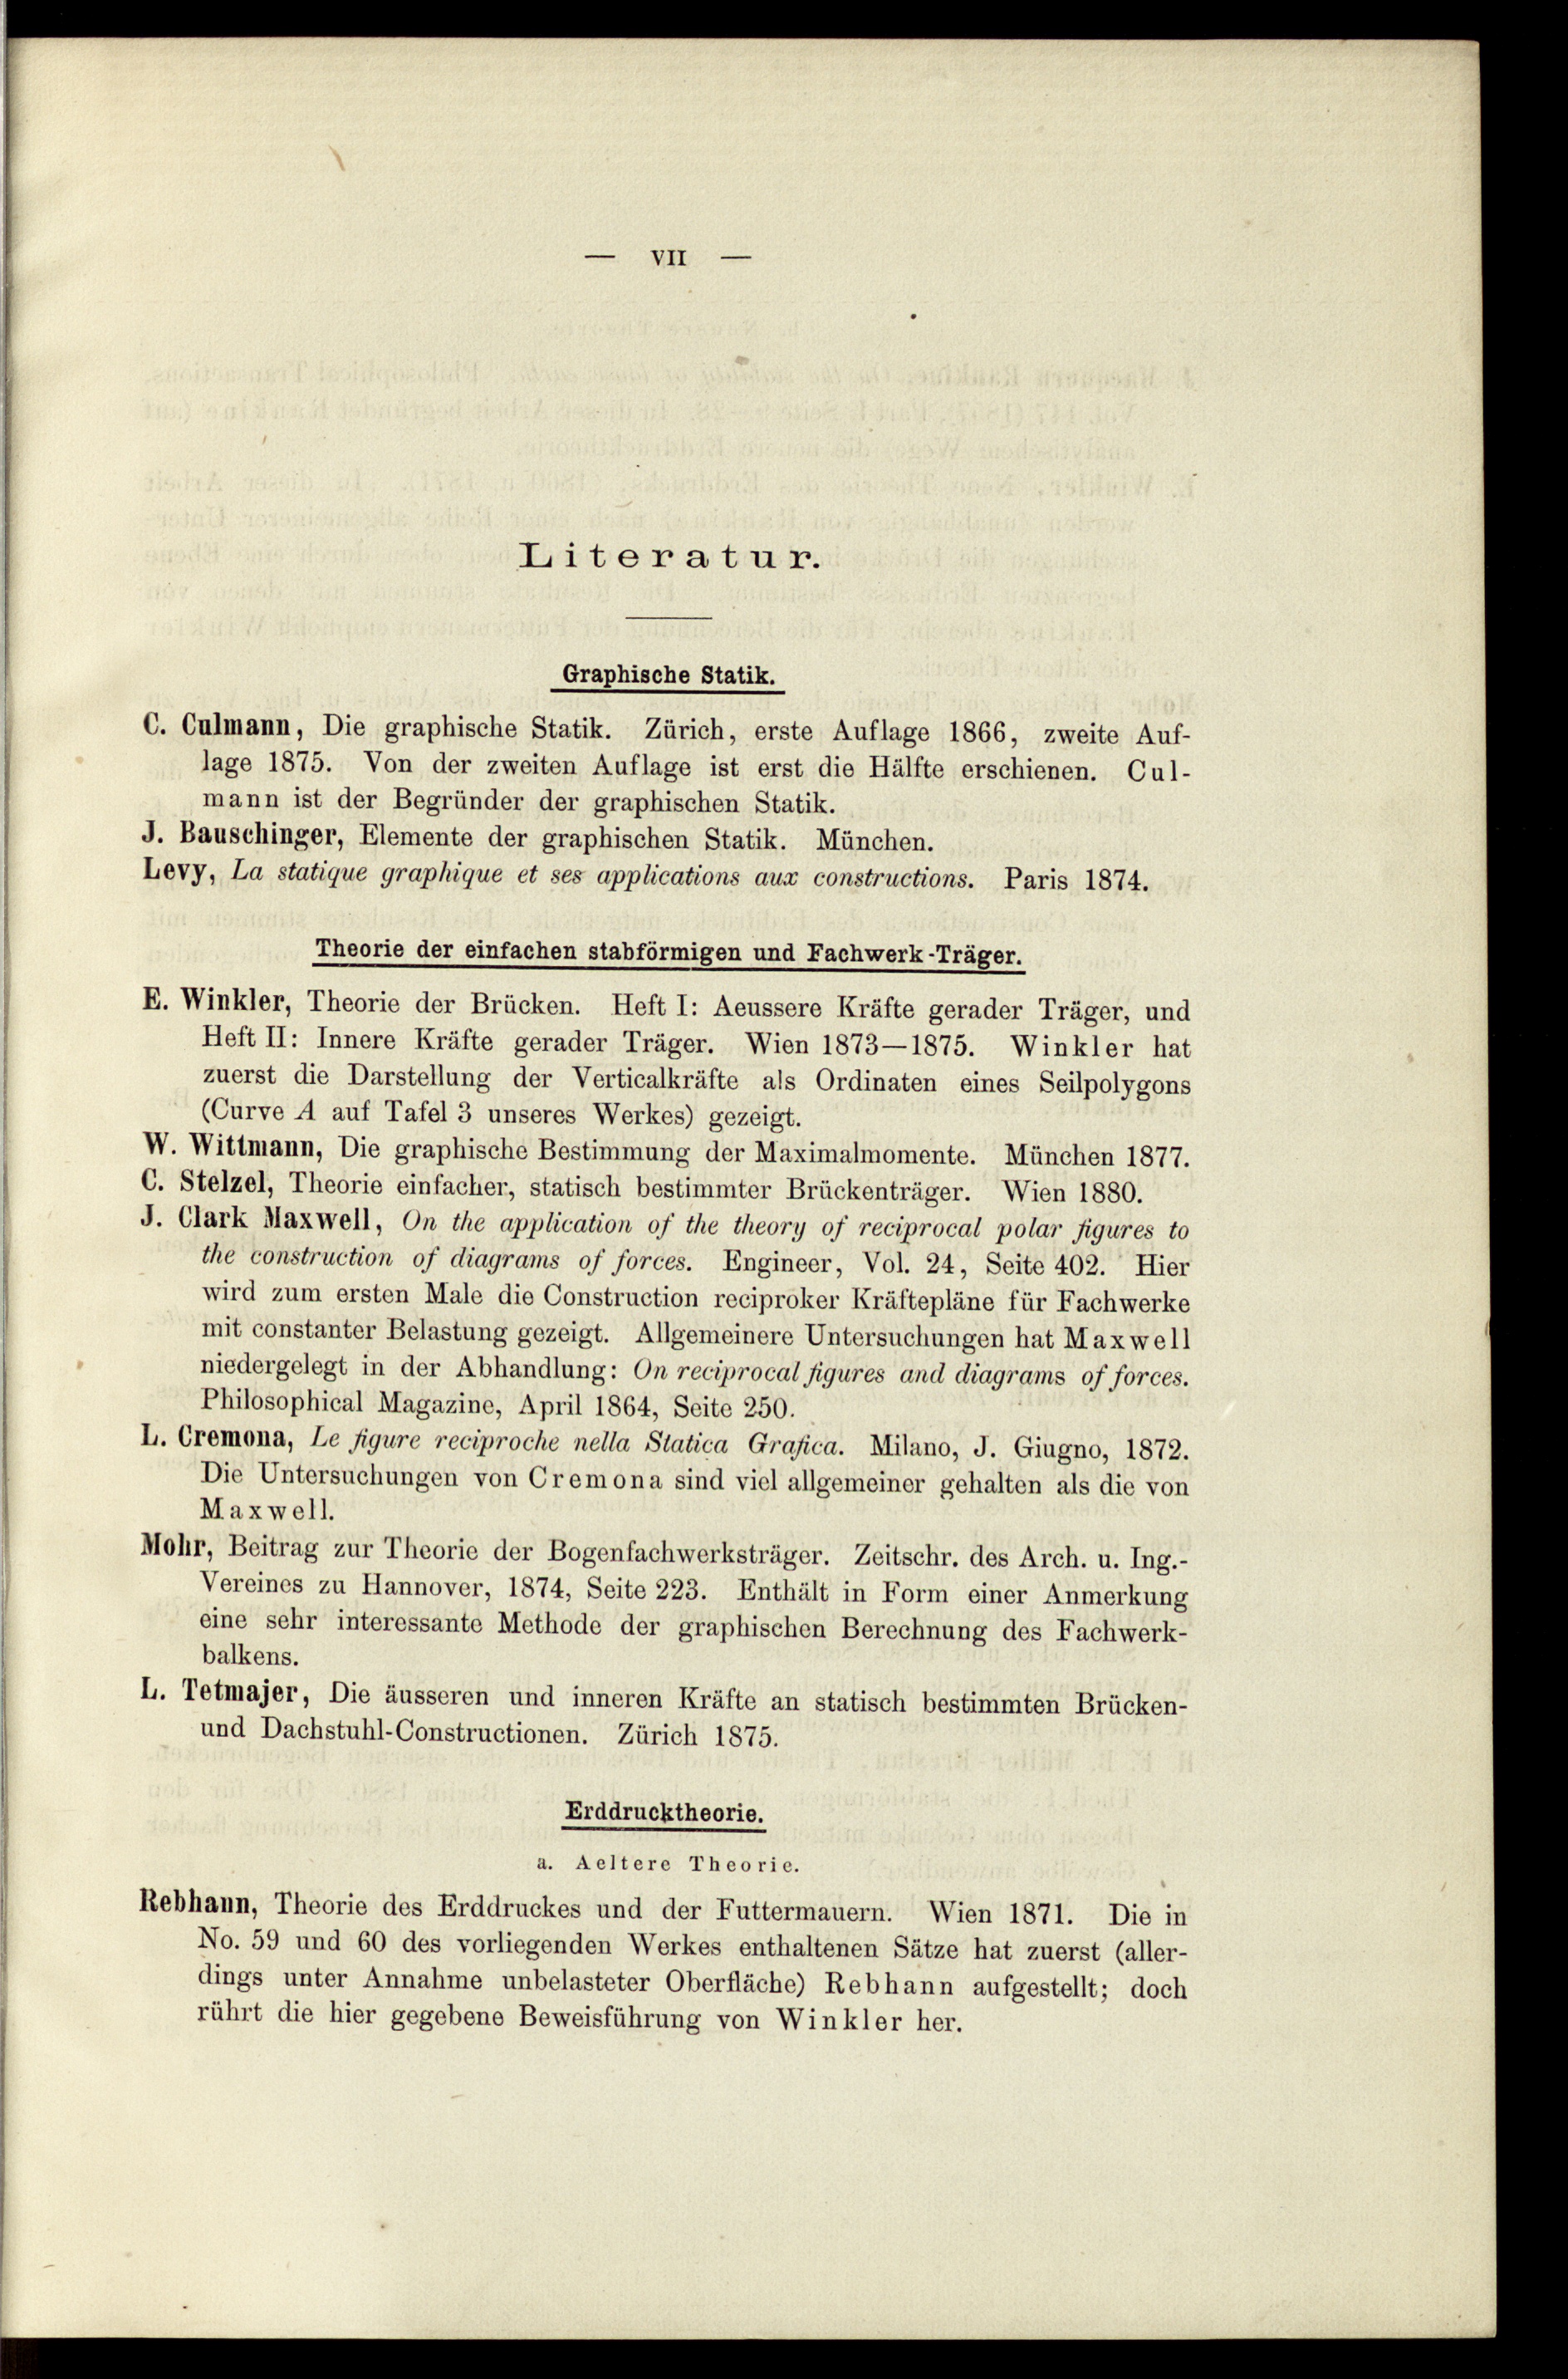 — VII —
Literatur.
Graphische Statik.
C. Culmann, Die graphische Statik. Zürich, erste Auflage 1866, zweite Auf-
lage 1875. Von der zweiten Auflage ist erst die Hälfte erschienen. Cul-
mann ist der Begründer der graphischen Statik.
J. Bauschinger, Elemente der graphischen Statik. München.
Levy, La statique graphique et ses applications aux constructions. Paris 1874.
Theorie der einfachen stabförmigen und Fachwerk-Träger.
E. Winkler, Theorie der Brücken. Heft I: Aeussere Kräfte gerader Träger, und
Heft II: Innere Kräfte gerader Träger. Wien 1873—1875. Winkler hat
zuerst die Darstellung der Verticalkräfte als Ordinaten eines Seilpolygons
(Curve A auf Tafel 3 unseres Werkes) gezeigt.
W. Wittmann, Die graphische Bestimmung der Maximalmomente. München 1877.
C. Stelzel, Theorie einfacher, statisch bestimmter Brückenträger. Wien 1880.
J. Clark Maxwell, On the application of the theory of reciprocal polar figures to
the construction of diagrams of forces. Engineer, Vol. 24, Seite 402. Hier
wird zum ersten Male die Construction reciproker Kräftepläne für Fachwerke
mit constanter Belastung gezeigt. Allgemeinere Untersuchungen hat Maxwell
niedergelegt in der Abhandlung: On reciprocal figures and diagrams of forces.
Philosophical Magazine, April 1864, Seite 250.
L. Cremona, Le figure reciproche nella Statica Grafica. Milano, J. Giugno, 1872.
Die Untersuchungen von Cremona sind viel allgemeiner gehalten als die von
Maxwell.
Mohr, Beitrag zur Theorie der Bogenfachwerksträger. Zeitschr. des Arch. u. Ing.-
Vereines zu Hannover, 1874, Seite 223. Enthält in Form einer Anmerkung
eine sehr interessante Methode der graphischen Berechnung des Fachwerk-
balkens.
L. Tetmajer, Die äusseren und inneren Kräfte an statisch bestimmten Brücken-
und Dachstuhl-Constructionen. Zürich 1875.
Erddrucktheorie.
a. Aeltere Theorie.
Rebhann, Theorie des Erddruckes und der Futtermauern. Wien 1871. Die in
No. 59 und 60 des vorliegenden Werkes enthaltenen Sätze hat zuerst (aller-
dings unter Annahme unbelasteter Oberfläche) Rebhann aufgestellt; doch
rührt die hier gegebene Beweisführung von Winkler her.